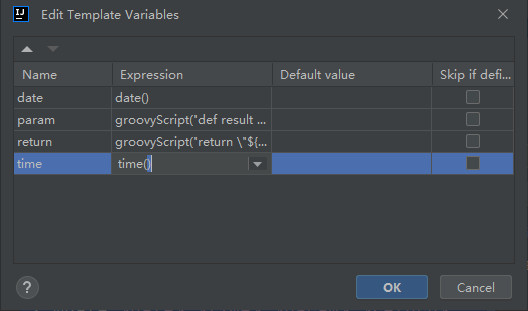 IJ Edit Template Variables
Name Expression Default value Skip if defi...
date date()
param groovyScript("def result ...
return groovyScript("return \"${...
time time()
? OK Cancel